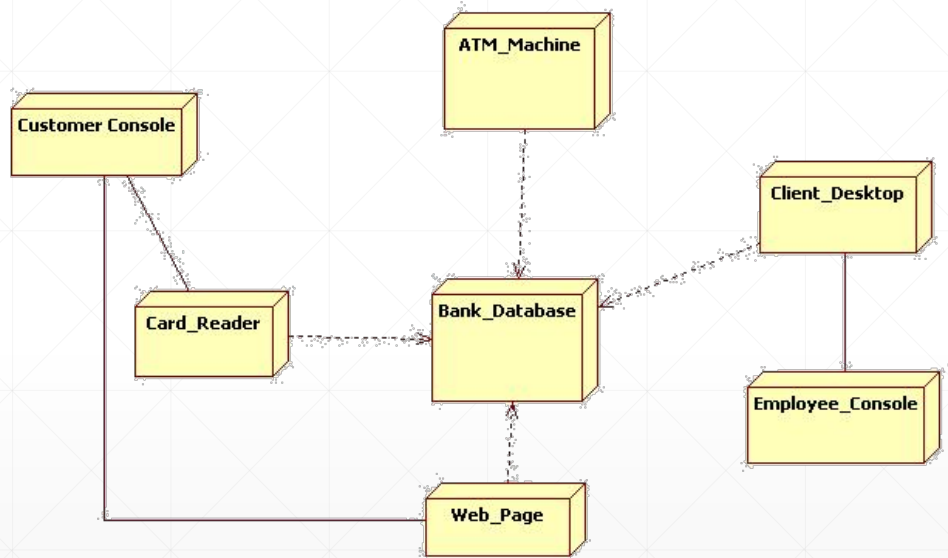 ATM_Machine
Customer Console
Client_Desktop
Bank_Database
Card_Reader
Employee_Console
Web_Page